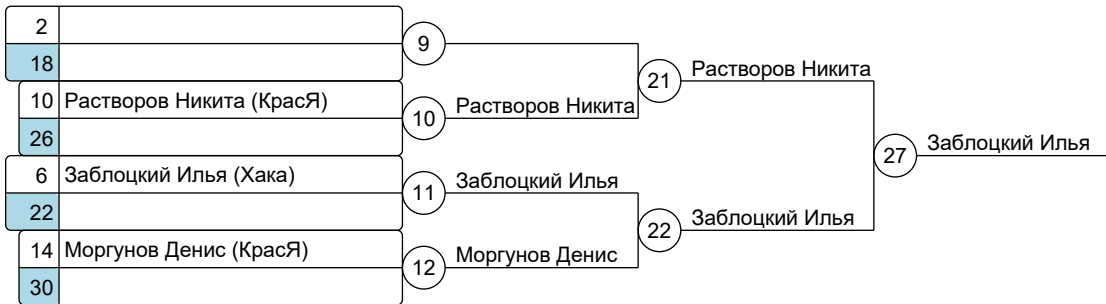 2
18
9
10 Растворов Никита (КрасЯ)
26
10
Растворов Никита
21
Растворов Никита
6 Заблоцкий Илья (Хака)
22
11
Заблоцкий Илья
14 Моргунов Денис (КрасЯ)
30
12
Моргунов Денис
22
Заблоцкий Илья
27
Заблоцкий Илья